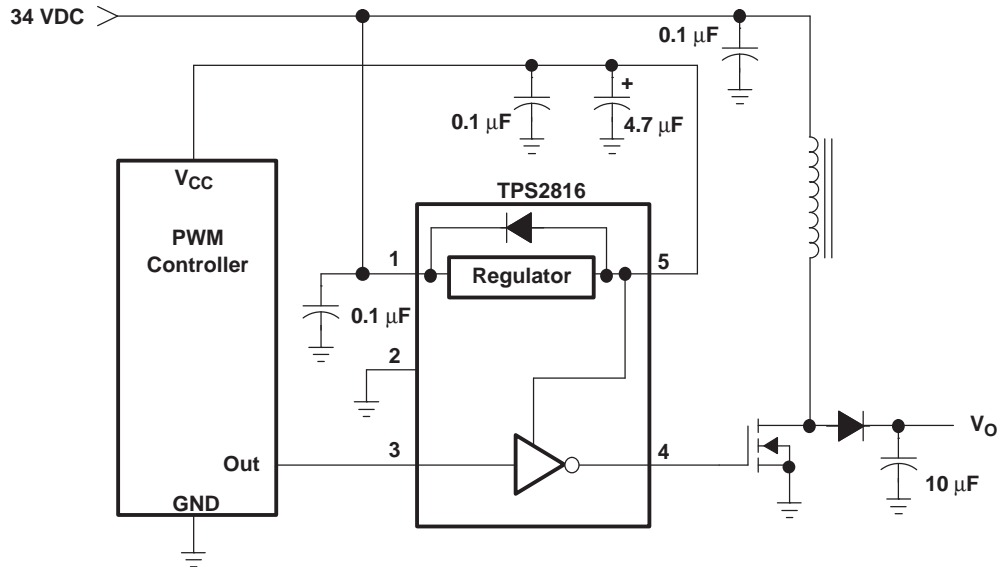 34 VDC
0.1 μF
0.1 μF
+
4.7 μF
TPS2816
VCC
PWM
Controller
1
Regulator
5
0.1 μF
2
Out
3
4
VO
10 μF
GND